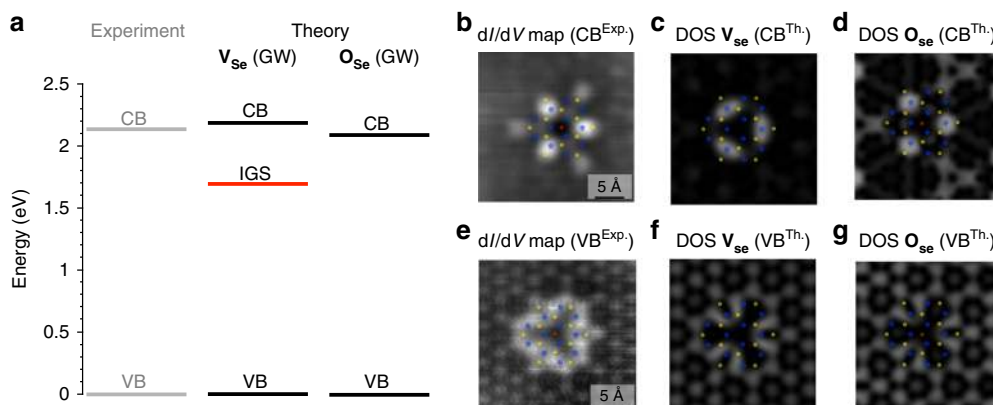 a
Experiment
Theory
V_Se (GW)
O_Se (GW)
Energy (eV)
2.5
2
1.5
1
0.5
0
CB
CB
CB
IGS
VB
VB
VB
b
dI/dV map (CB^Exp.)
5 Å
c
DOS V_se (CB^Th.)
d
DOS O_se (CB^Th.)
e
dI/dV map (VB^Exp.)
5 Å
f
DOS V_se (VB^Th.)
g
DOS O_se (VB^Th.)